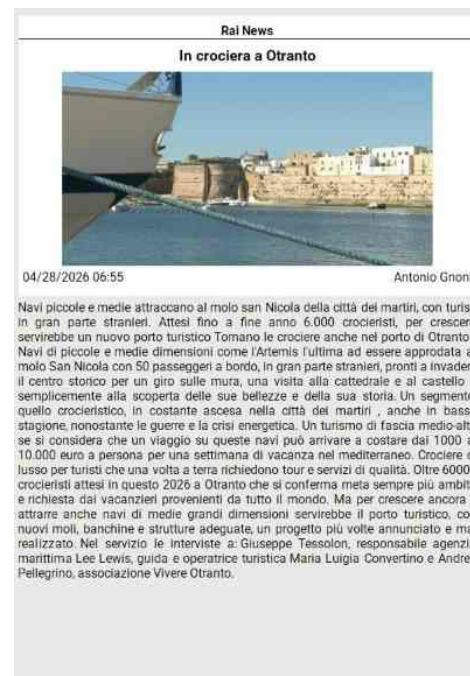 Rai News
In crociera a Otranto
04/28/2026 06:55
Antonio Gnoni
Navi piccole e medie attraccano al molo san Nicola della città dei martiri, con turis
in gran parte stranieri. Attesi fino a fine anno 6.000 crocieristi, per crescer
servirebbe un nuovo porto turistico Tornano le crociere anche nel porto di Otranto
Navi di piccole e medie dimensioni come l'Artemis l'ultima ad essere approdata a
molo San Nicola con 50 passeggeri a bordo, in gran parte stranieri, pronti a invader
il centro storico per un giro sulle mura, una visita alla cattedrale e al castello
semplicemente alla scoperta delle sue bellezze e della sua storia. Un segment
quello crocieristico, in costante ascesa nella città dei martiri , anche in bass
stagione, nonostante le guerre e la crisi energetica. Un turismo di fascia medio-alt
se si considera che un viaggio su queste navi può arrivare a costare dai 1000 a
10.000 euro a persona per una settimana di vacanza nel mediterraneo. Crociere
lusso per turisti che una volta a terra richiedono tour e servizi di qualità. Oltre 6000
crocieristi attesi in questo 2026 a Otranto che si conferma meta sempre più ambit
e richiesta dai vacanzieri provenienti da tutto il mondo. Ma per crescere ancora
attrarre anche navi di medie grandi dimensioni servirebbe il porto turistico, co
nuovi moli, banchine e strutture adeguate, un progetto più volte annunciato e ma
realizzato. Nel servizio le interviste a: Giuseppe Tessolon, responsabile agenzi
marittima Lee Lewis, guida e operatrice turistica Maria Luigia Convertino e Andre
Pellegrino, associazione Vivere Otranto.